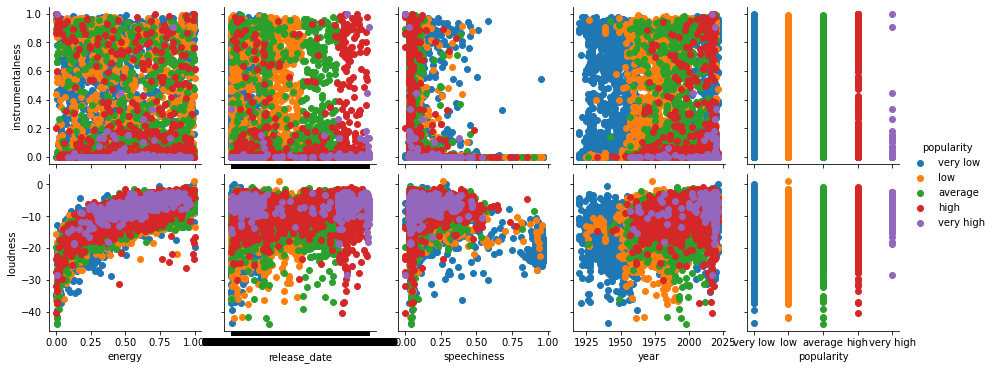 1.0
0.8
0.6
0.4
0.2
0.0
instrumentalness
popularity
very low
low
average
high
very high
0
−10
−20
−30
−40
loudness
0.00 0.25 0.50 0.75 1.00
energy
release_date
0.00 0.25 0.50 0.75 1.00
speechiness
1925 1950 1975 2000 2025
year
very low low average high very high
popularity